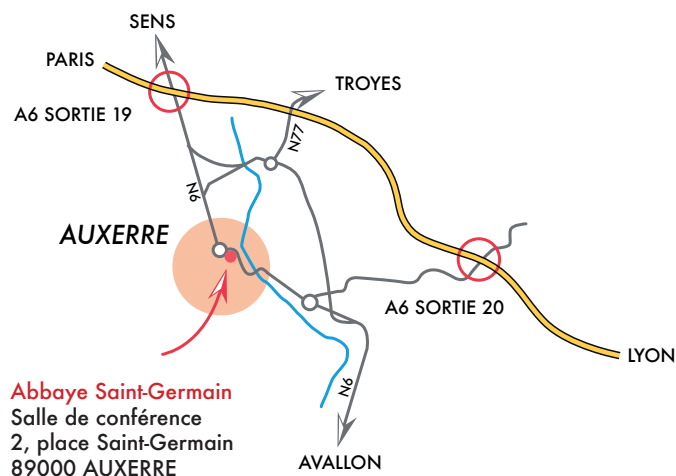 SENS
PARIS
TROYES
A6 SORTIE 19
N77
N6
AUXERRE
A6 SORTIE 20
LYON
N6
Abbaye Saint-Germain
Salle de conférence
2, place Saint-Germain
89000 AUXERRE
AVALLON